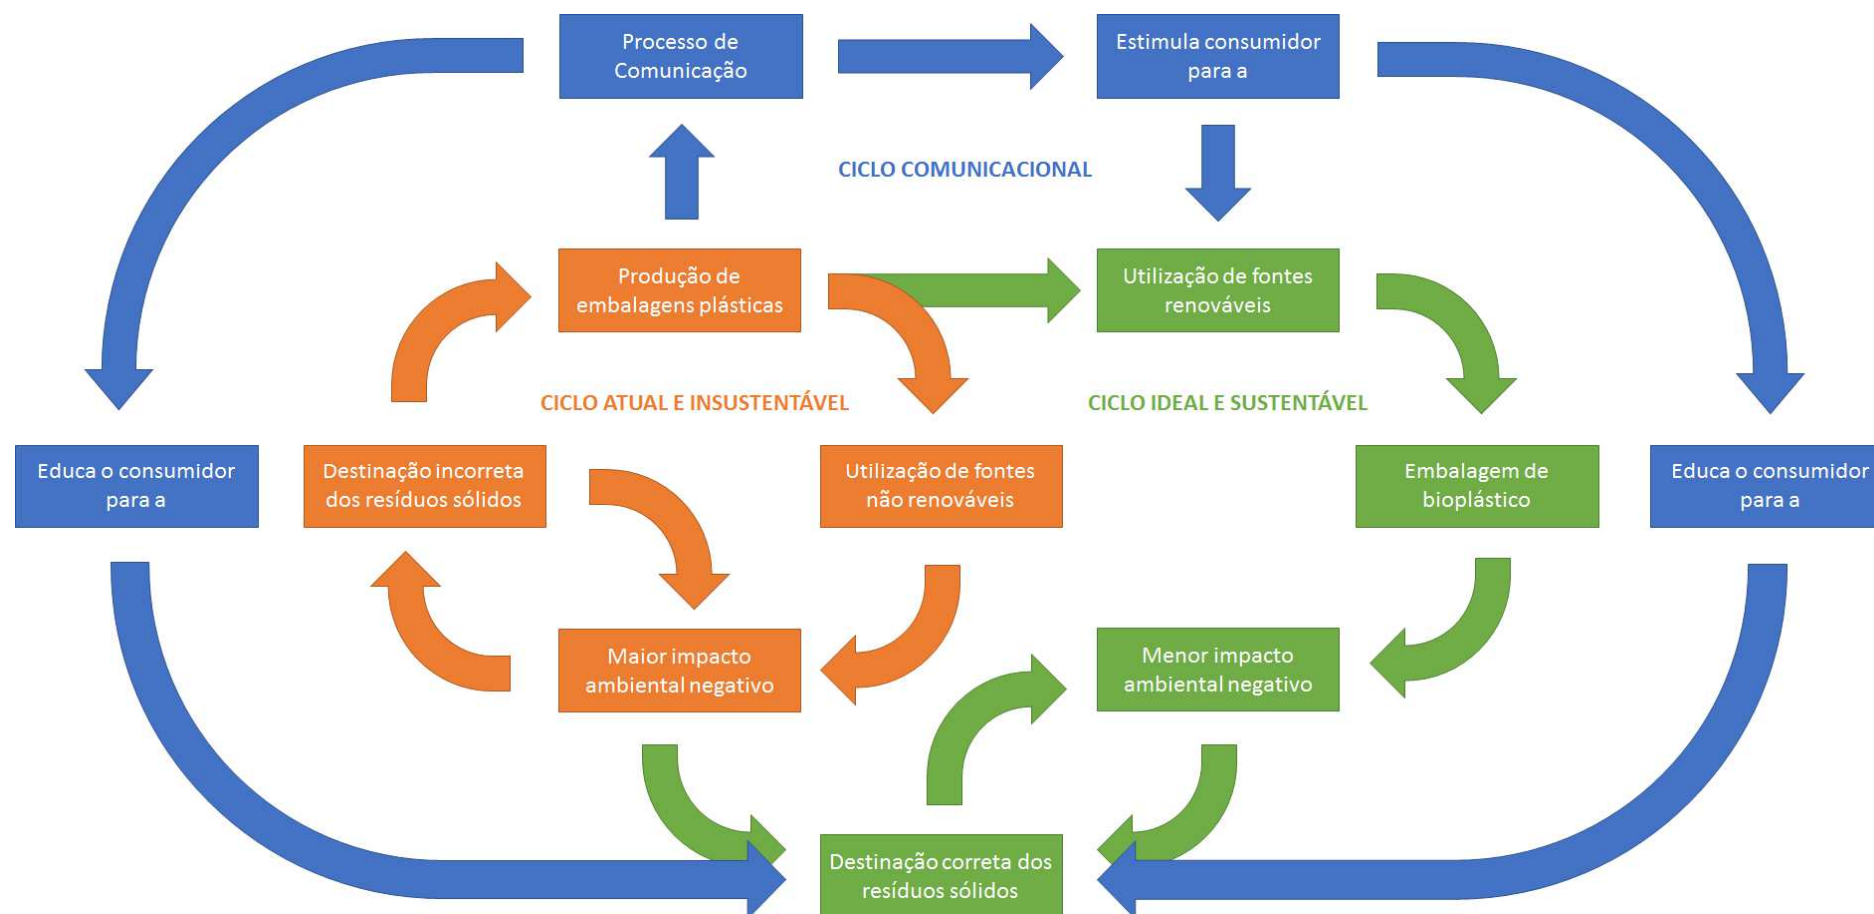 Processo de
Comunicação
Estimula consumidor
para a
CICLO COMUNICACIONAL
Produção de
embalagens plásticas
Utilização de fontes
renováveis
CICLO ATUAL E INSUSTENTÁVEL
CICLO IDEAL E SUSTENTÁVEL
Educa o consumidor
para a
Destinação incorreta
dos resíduos sólidos
Utilização de fontes
não renováveis
Embalagem de
bioplástico
Educa o consumidor
para a
Maior impacto
ambiental negativo
Menor impacto
ambiental negativo
Destinação correta dos
resíduos sólidos